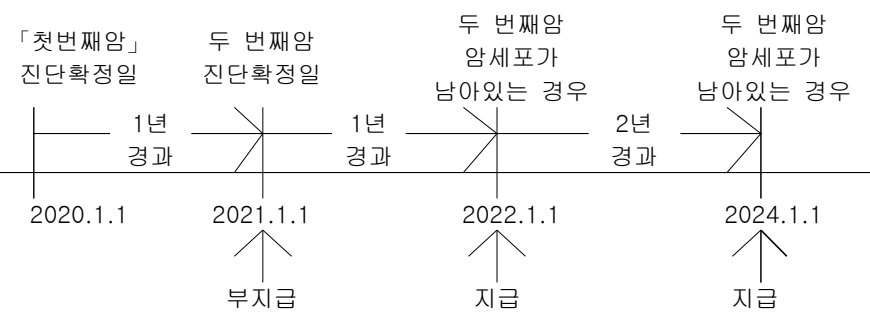 「첫번째암」
진단확정일
두 번째암
진단확정일
두 번째암
암세포가
남아있는 경우
두 번째암
암세포가
남아있는 경우
1년
경과
1년
경과
2년
경과
2020.1.1
2021.1.1
2022.1.1
2024.1.1
부지급
지급
지급